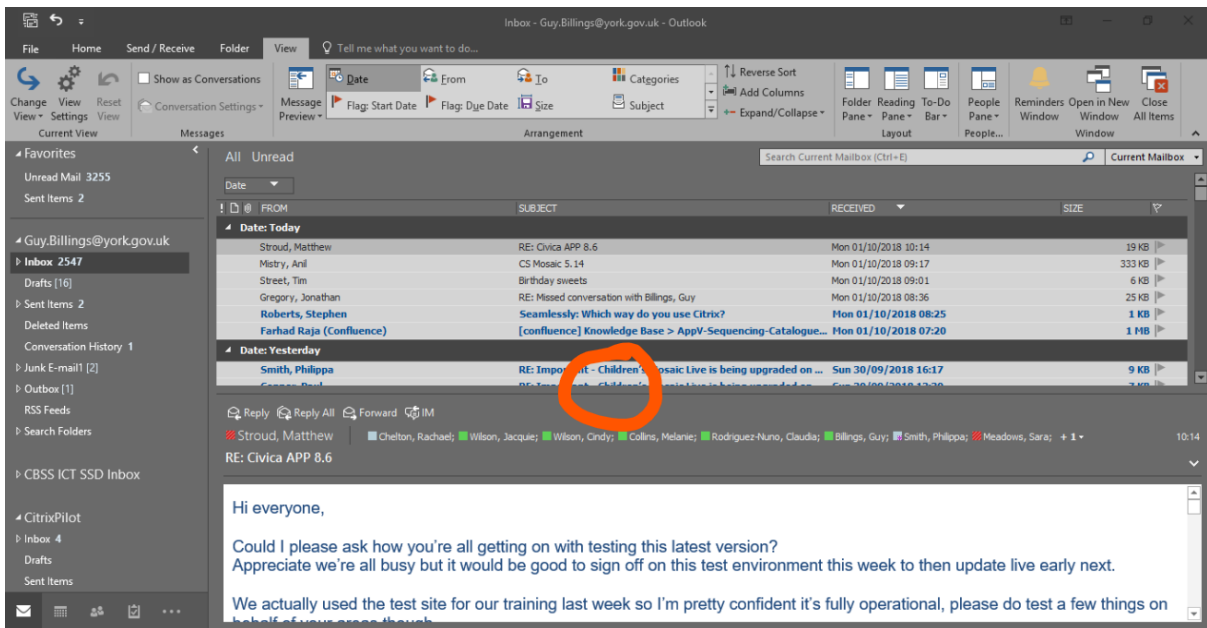 Inbox - Guy.Billings@york.gov.uk - Outlook
File Home Send / Receive Folder View Tell me what you want to do...
Change View View Settings Reset View
Current View
Show as Conversations
Conversation Settings
Messages
Message Preview
Date From To Categories
Flag: Start Date Flag: Due Date Size Subject
Arrangement
Reverse Sort
Add Columns
Expand/Collapse
Folder Pane Reading Pane To-Do Bar
Layout
People Pane
People...
Reminders Window Open in New Window Close All Items
Window
Favorites
Unread Mail 3255
Sent Items 2
Guy.Billings@york.gov.uk
Inbox 2547
Drafts [16]
Sent Items 2
Deleted Items
Conversation History 1
Junk E-mail1 [2]
Outbox [1]
RSS Feeds
Search Folders
CBSS ICT SSD Inbox
CitrixPilot
Inbox 4
Drafts
Sent Items
All Unread
Search Current Mailbox (Ctrl+E) Current Mailbox
Date
! FROM SUBJECT RECEIVED SIZE
Date: Today
Stroud, Matthew RE: Civica APP 8.6 Mon 01/10/2018 10:14 19 KB
Mistry, Anil CS Mosaic 5.14 Mon 01/10/2018 09:17 333 KB
Street, Tim Birthday sweets Mon 01/10/2018 09:01 6 KB
Gregory, Jonathan RE: Missed conversation with Billings, Guy Mon 01/10/2018 08:36 25 KB
Roberts, Stephen Seamlessly: Which way do you use Citrix? Mon 01/10/2018 08:25 1 KB
Farhad Raja (Confluence) [confluence] Knowledge Base > AppV-Sequencing-Catalogue... Mon 01/10/2018 07:20 1 MB
Date: Yesterday
Smith, Philippa RE: Important - Children's Mosaic Live is being upgraded on ... Sun 30/09/2018 16:17 9 KB
Reply Reply All Forward IM
Stroud, Matthew Chelton, Rachael; Wilson, Jacquie; Wilson, Cindy; Collins, Melanie; Rodriguez-Nuno, Claudia; Billings, Guy; Smith, Philippa; Meadows, Sara; + 1 10:14
RE: Civica APP 8.6
Hi everyone,
Could I please ask how you're all getting on with testing this latest version?
Appreciate we're all busy but it would be good to sign off on this test environment this week to then update live early next.
We actually used the test site for our training last week so I'm pretty confident it's fully operational, please do test a few things on